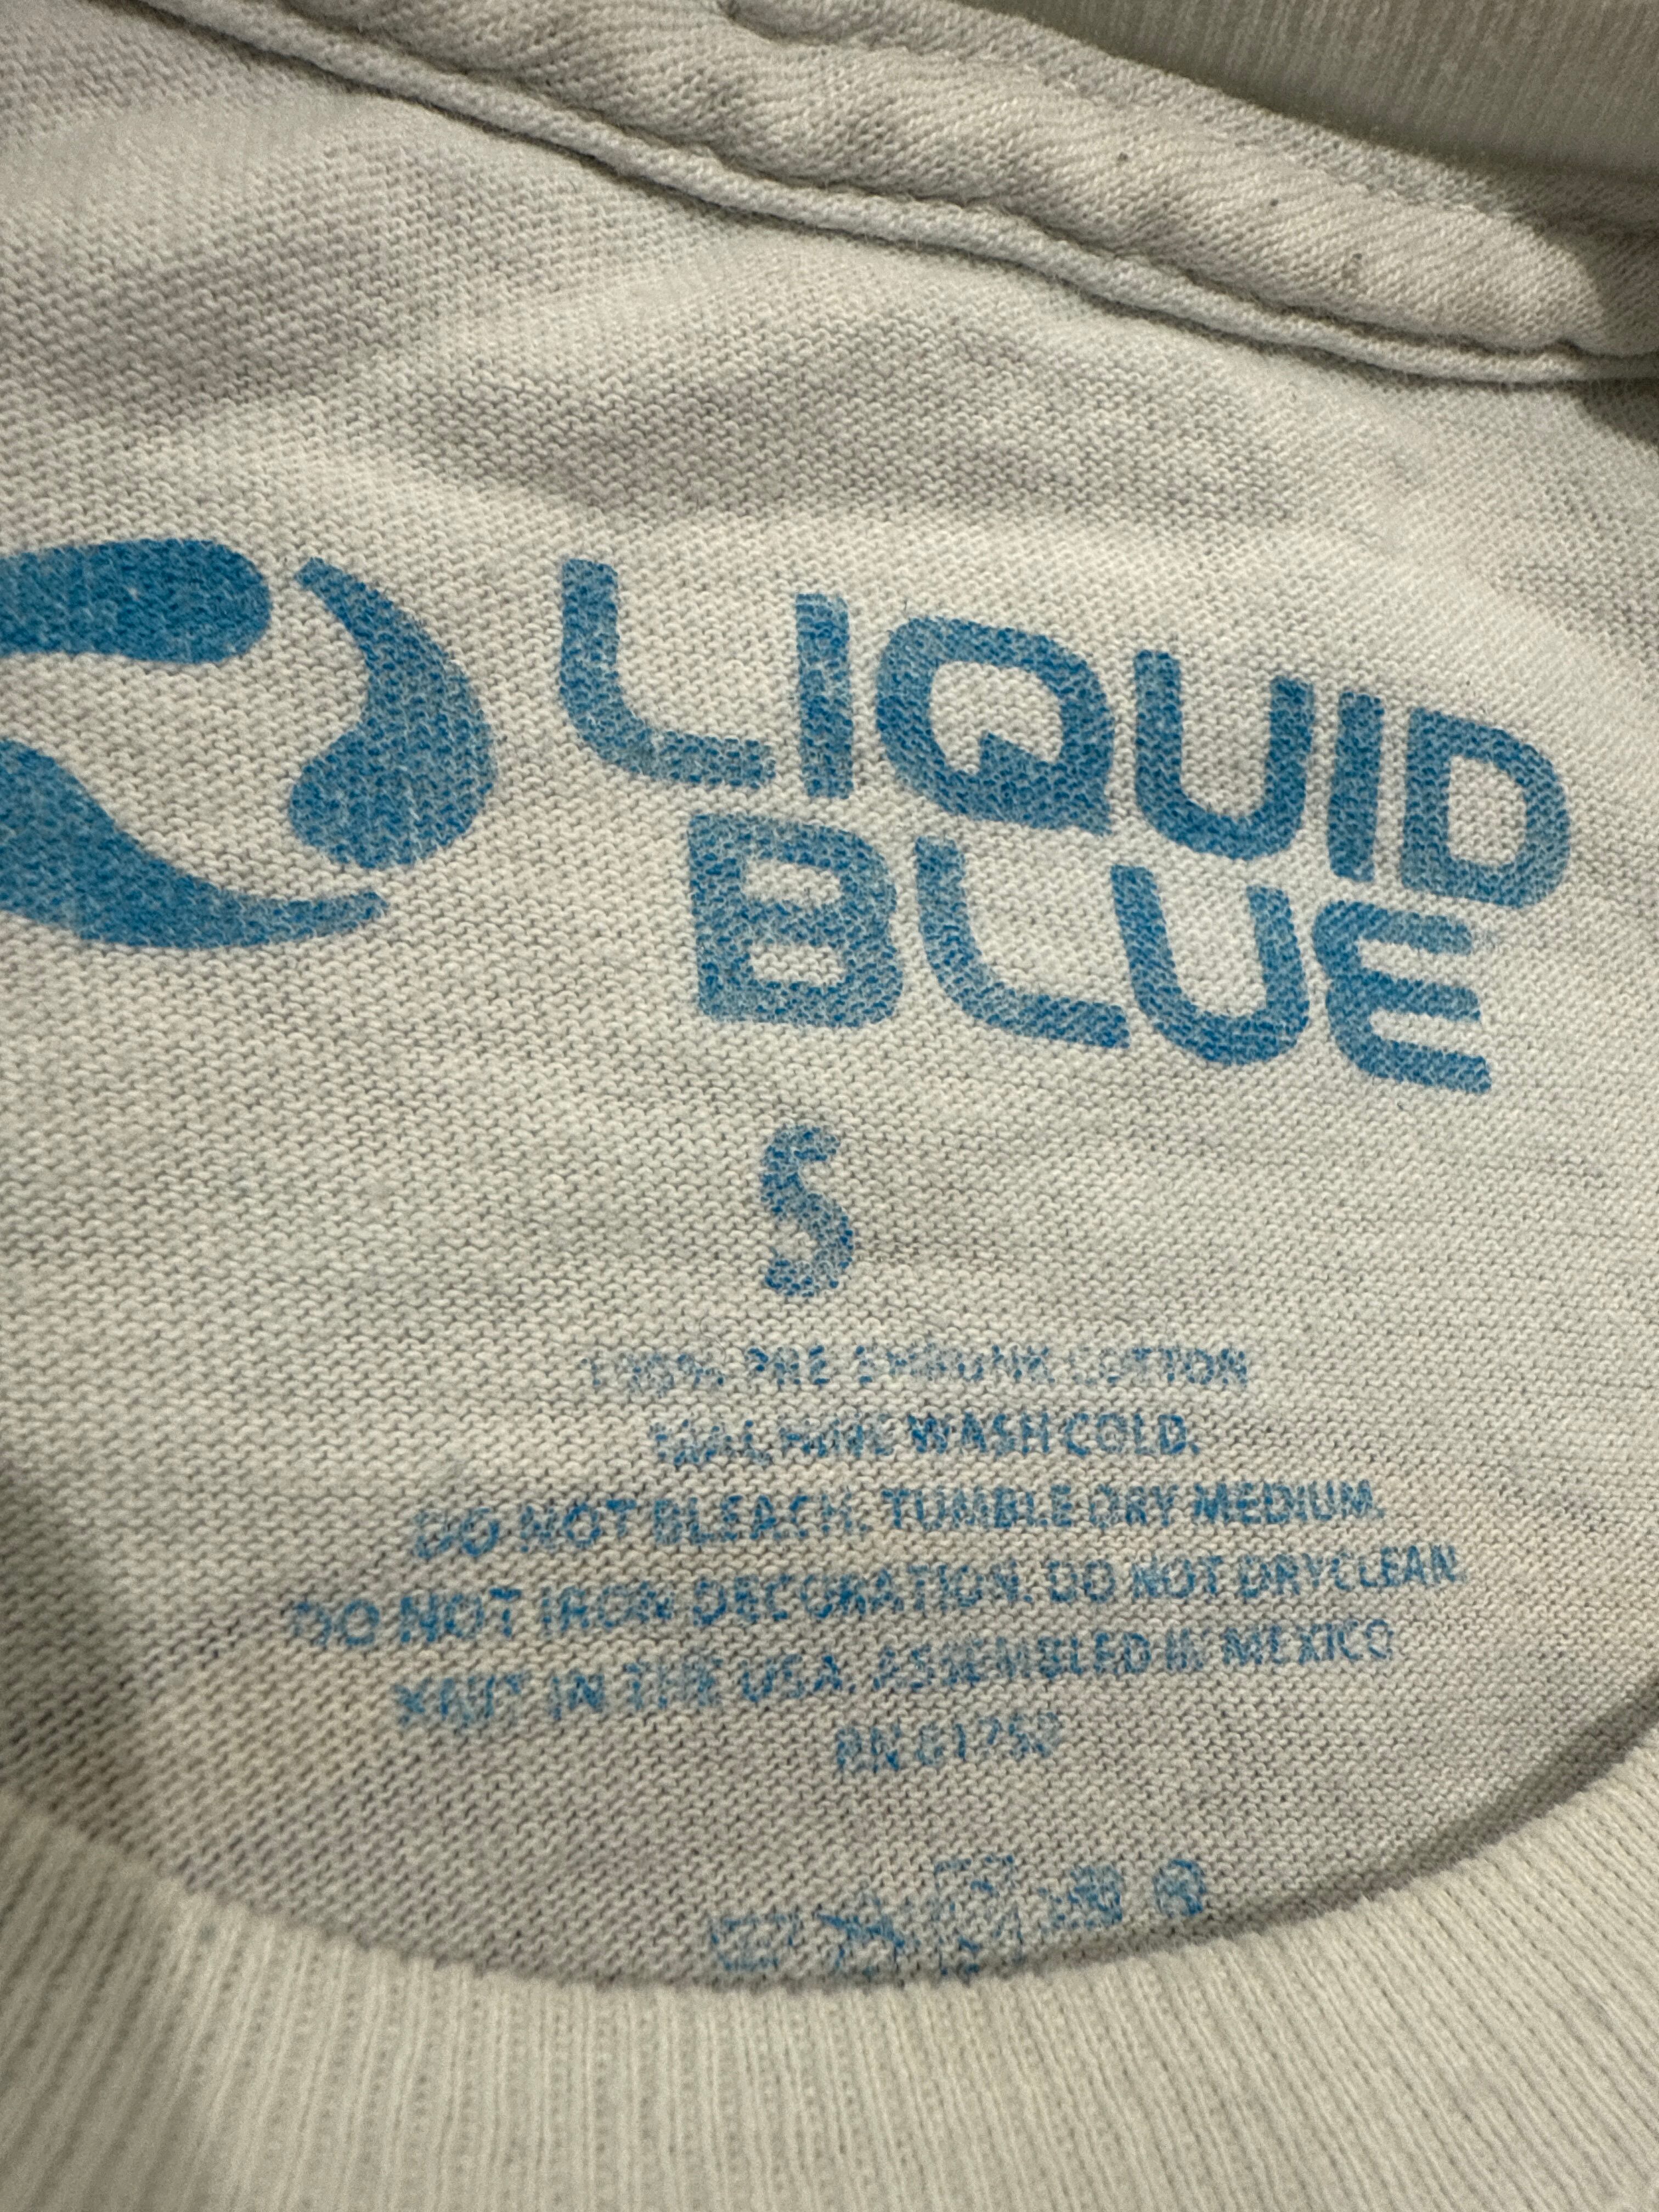 LIQUID
BLUE
S
100% PRE-SHRUNK COTTON
MACHINE WASH COLD.
DO NOT BLEACH. TUMBLE DRY MEDIUM.
DO NOT IRON DECORATION. DO NOT DRYCLEAN
KNIT IN THE USA. ASSEMBLED IN MEXICO
RN